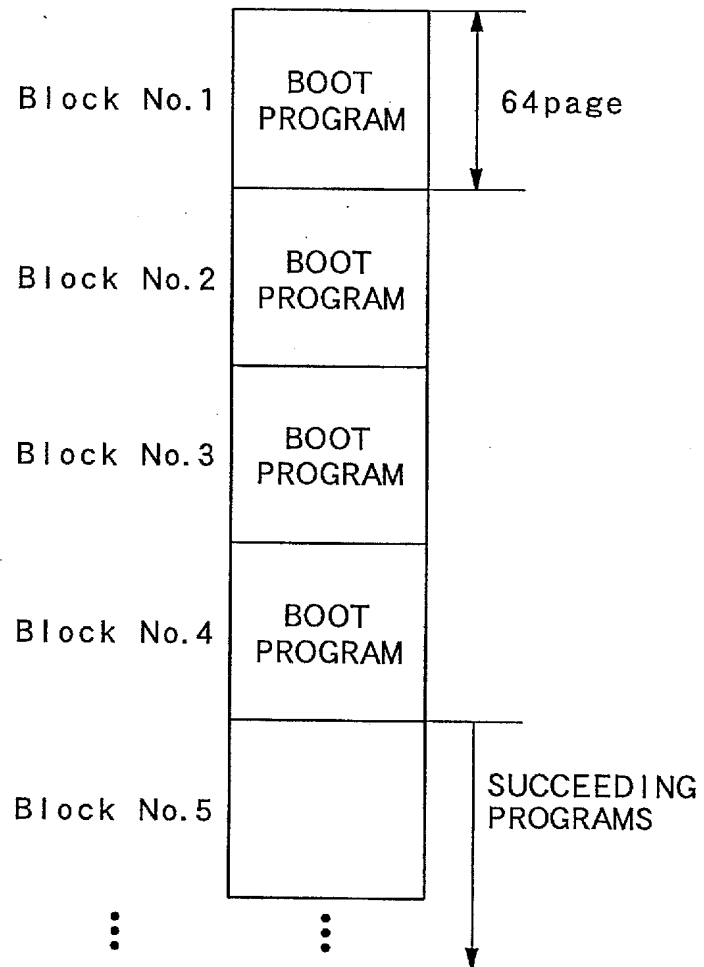 Block No.1
BOOT
PROGRAM
64page
Block No.2
BOOT
PROGRAM
Block No.3
BOOT
PROGRAM
Block No.4
BOOT
PROGRAM
Block No.5
SUCCEEDING
PROGRAMS